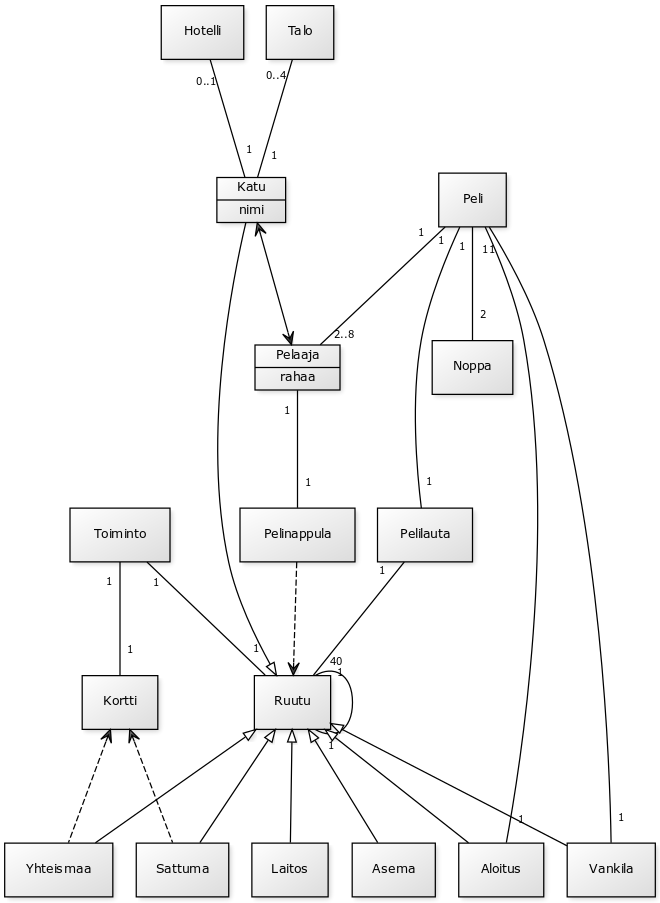 Hotelli
Talo
0..1
0..4
1
1
Katu
nimi
Peli
1
1
1
1
1
2..8
2
Pelaaja
rahaa
Noppa
1
1
1
Toiminto
Pelinappula
Pelilauta
1
1
1
1
1
40
1
Kortti
Ruutu
1
1
1
Yhteismaa
Sattuma
Laitos
Asema
Aloitus
Vankila